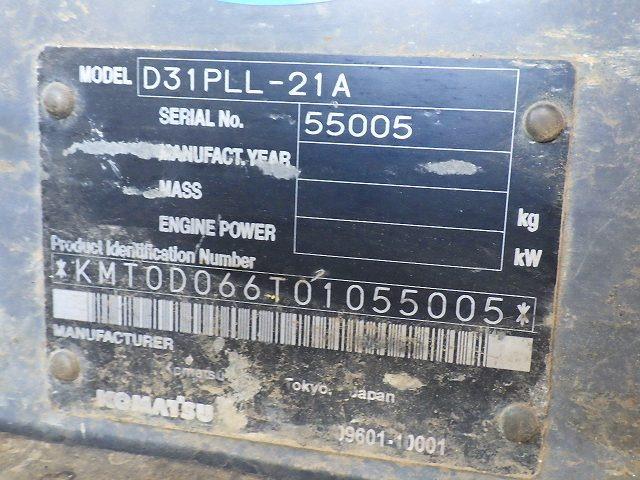 MODEL D31PLL-21A
SERIAL No. 55005
MANUFACT. YEAR
MASS kg
ENGINE POWER kW
Product Identification Number
*KMT0D066T01055005*
MANUFACTURER
Komatsu Tokyo, Japan
KOMATSU
09601-10001